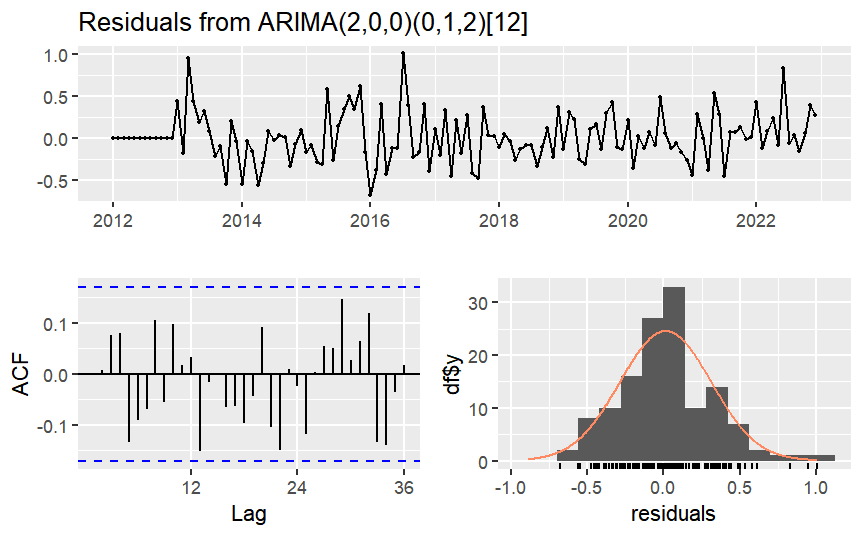 Residuals from ARIMA(2,0,0)(0,1,2)[12]
1.0
0.5
0.0
-0.5
2012 2014 2016 2018 2020 2022
ACF
0.1
0.0
-0.1
12 24 36
Lag
df$y
30
20
10
0
-1.0 -0.5 0.0 0.5 1.0
residuals